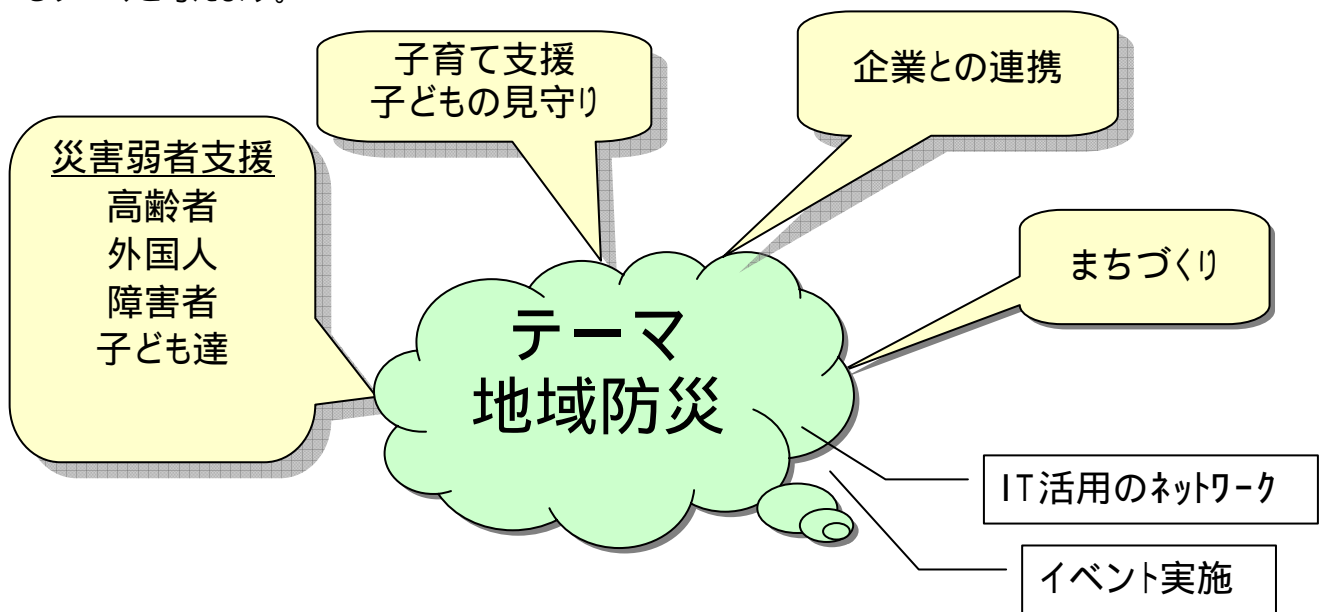 子育て支援
子どもの見守り
企業との連携
災害弱者支援
高齢者
外国人
障害者
子ども達
まちづくり
テーマ
地域防災
IT活用のネットワーク
イベント実施